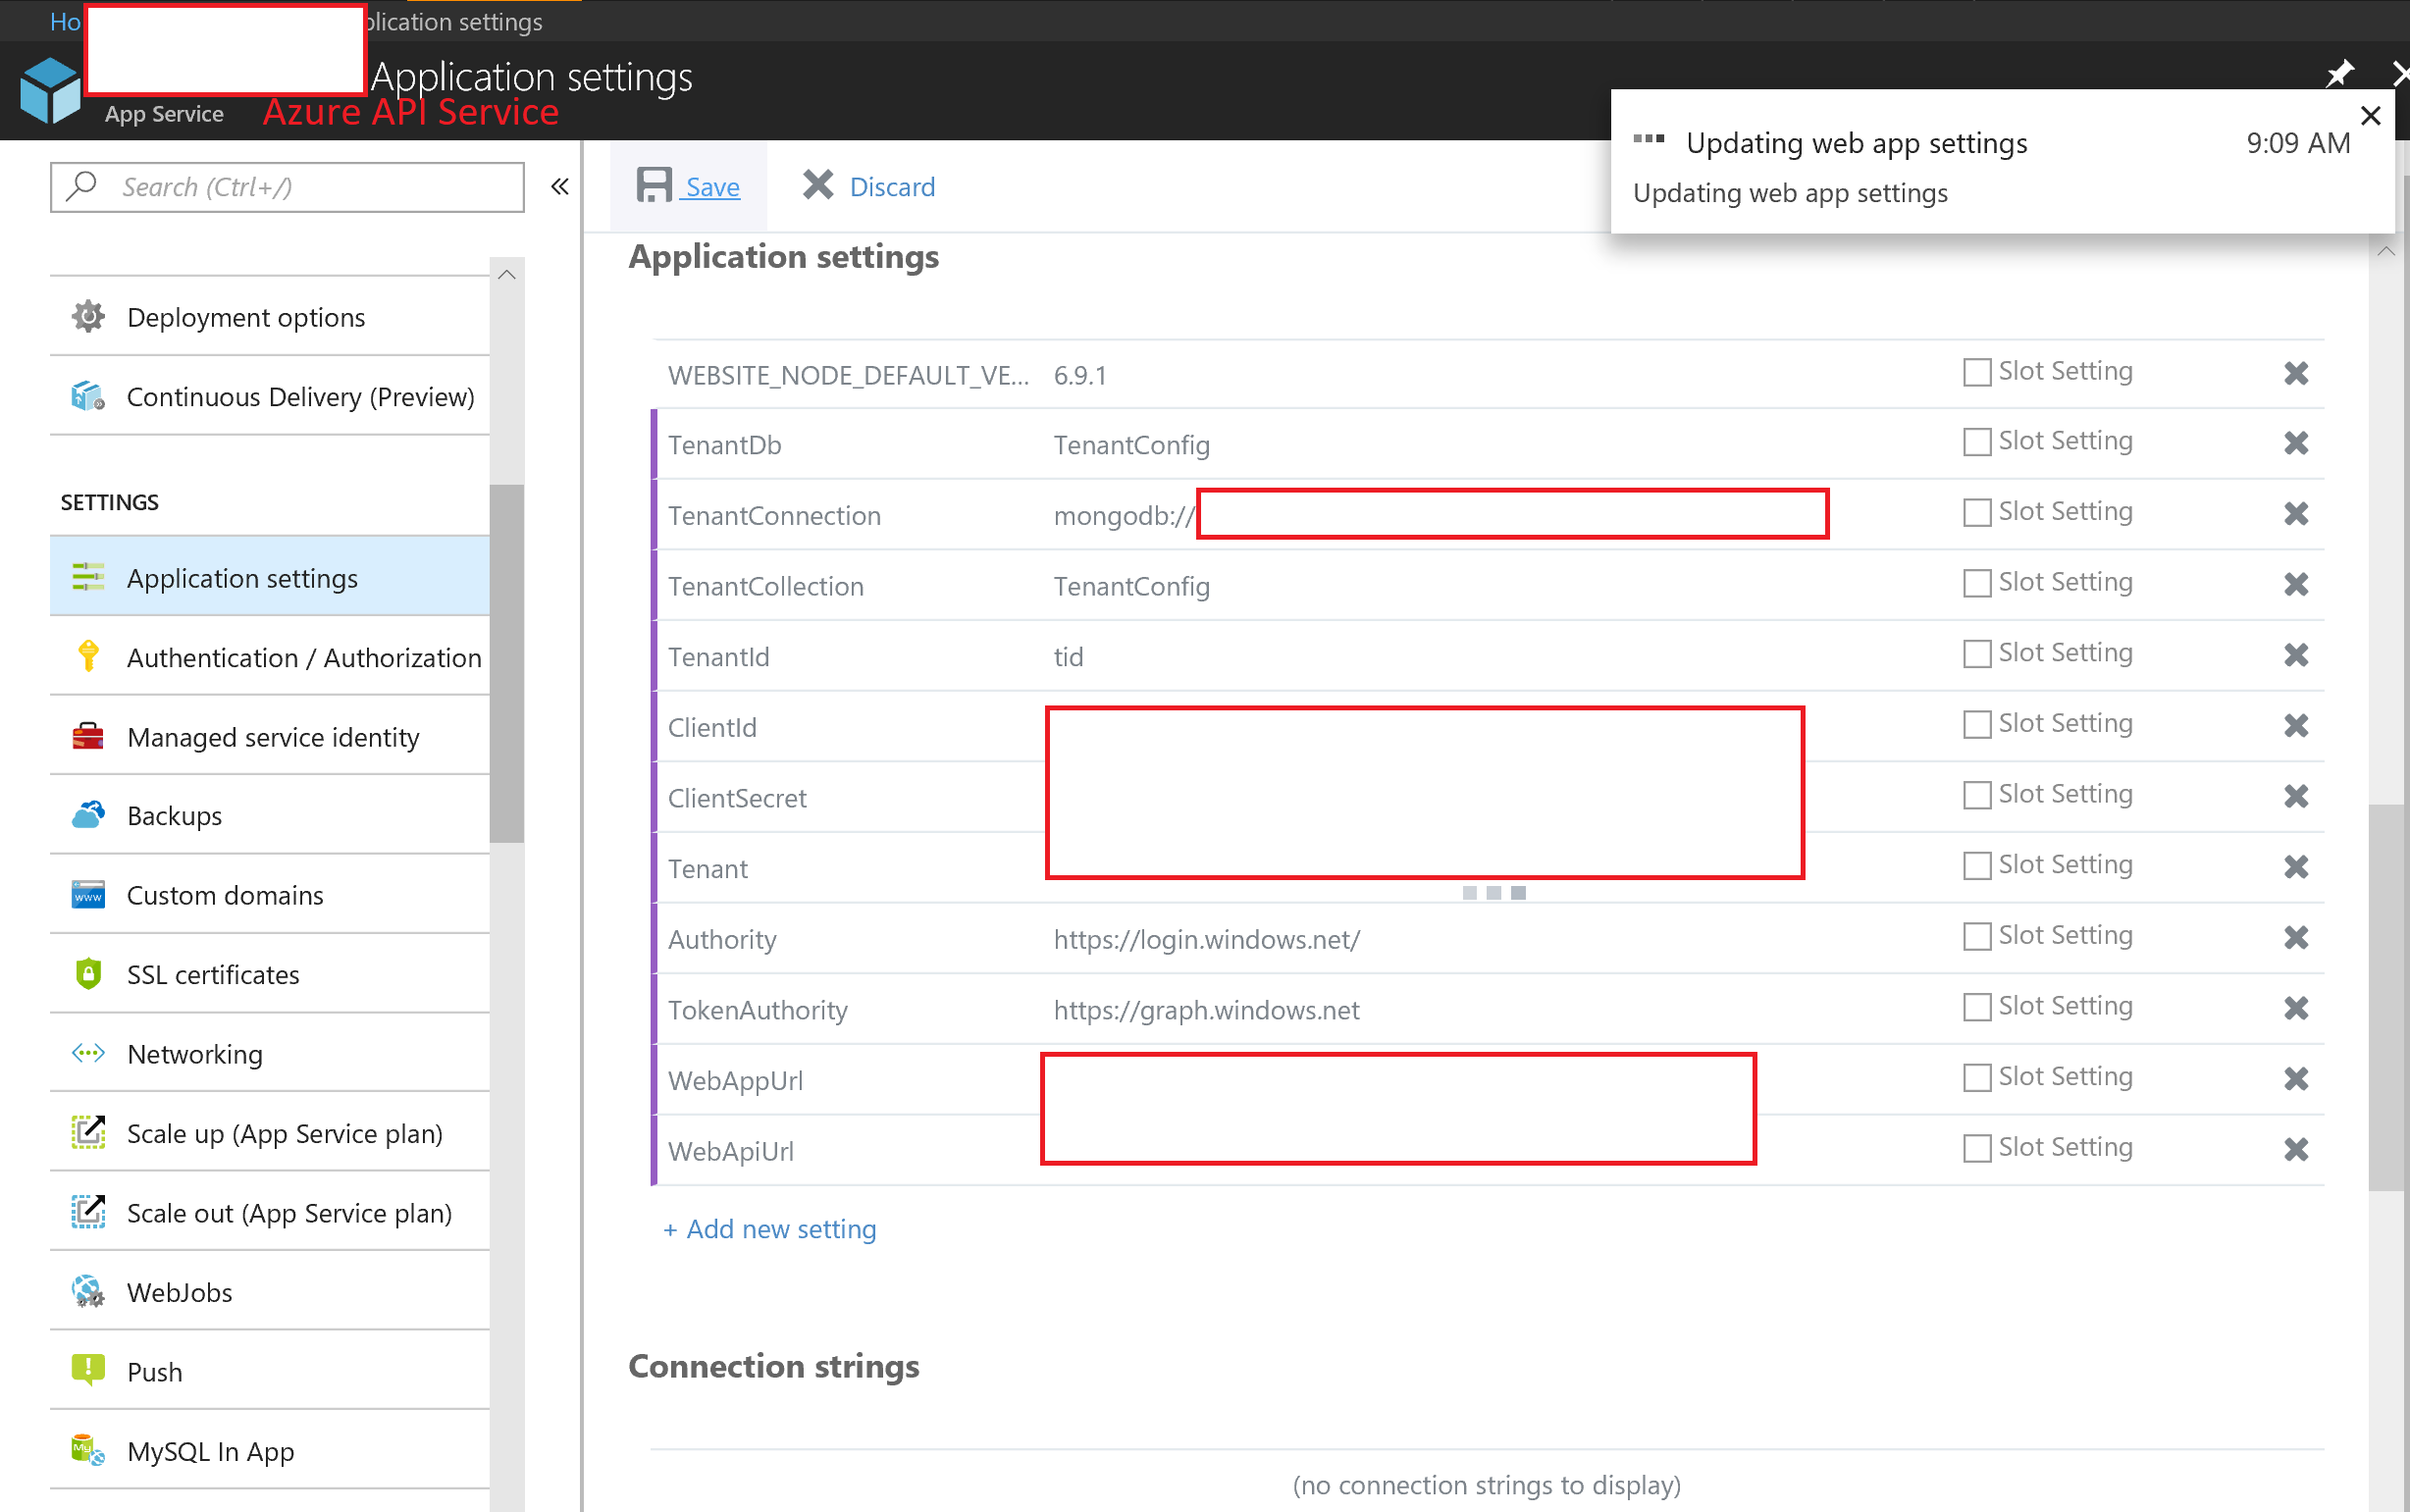 Ho
plication settings
Application settings
App Service
Azure API Service
Updating web app settings 9:09 AM
Updating web app settings
Search (Ctrl+/)
«
Save
Discard
Deployment options
Continuous Delivery (Preview)
SETTINGS
Application settings
Authentication / Authorization
Managed service identity
Backups
Custom domains
SSL certificates
Networking
Scale up (App Service plan)
Scale out (App Service plan)
WebJobs
Push
MySQL In App
Application settings
WEBSITE_NODE_DEFAULT_VE... 6.9.1 Slot Setting
TenantDb TenantConfig Slot Setting
TenantConnection mongodb:// Slot Setting
TenantCollection TenantConfig Slot Setting
TenantId tid Slot Setting
ClientId Slot Setting
ClientSecret Slot Setting
Tenant Slot Setting
Authority https://login.windows.net/ Slot Setting
TokenAuthority https://graph.windows.net Slot Setting
WebAppUrl Slot Setting
WebApiUrl Slot Setting
+ Add new setting
Connection strings
(no connection strings to display)